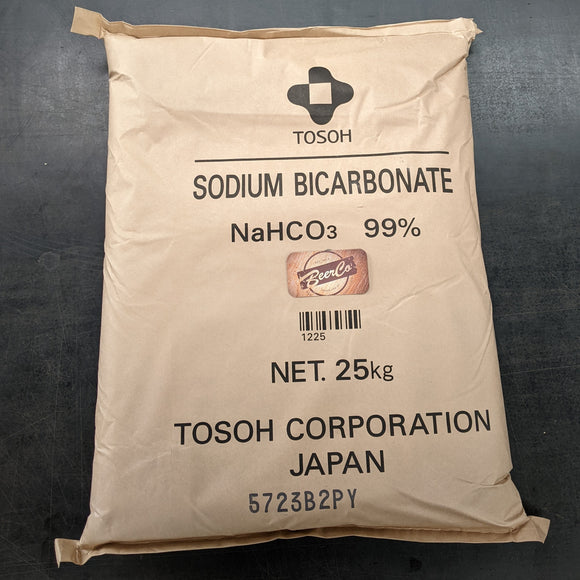 TOSOH
SODIUM BICARBONATE
NaHCO3 99%
BeerCo
1225
NET. 25kg
TOSOH CORPORATION
JAPAN
5723B2PY